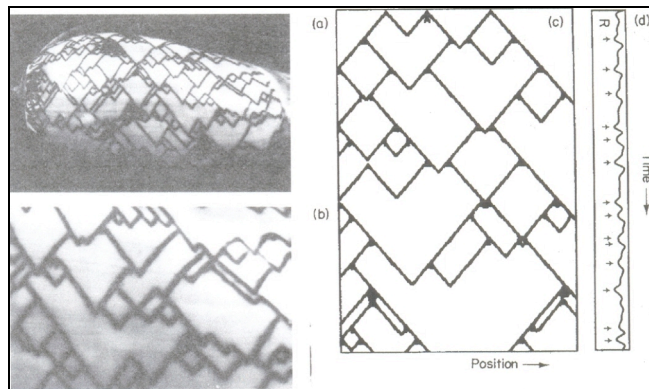 (a)
(c)
R
(d)
(b)
Time →
Position →